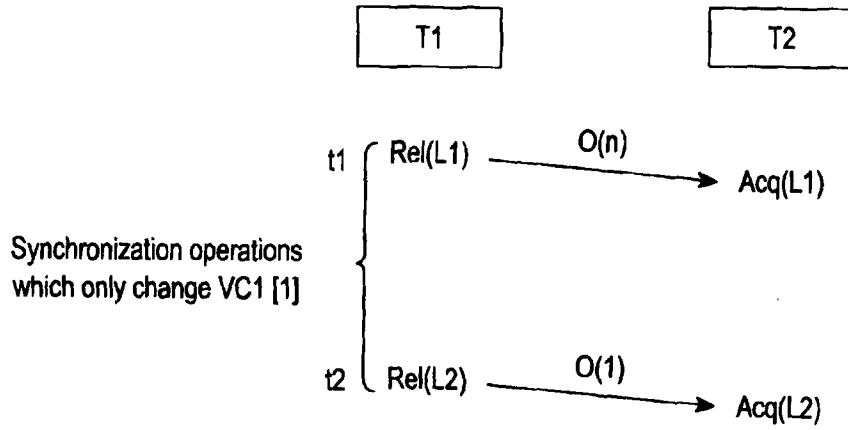 T1
T2
t1
Rel(L1)
O(n)
Acq(L1)
Synchronization operations
which only change VC1 [1]
t2
Rel(L2)
O(1)
Acq(L2)